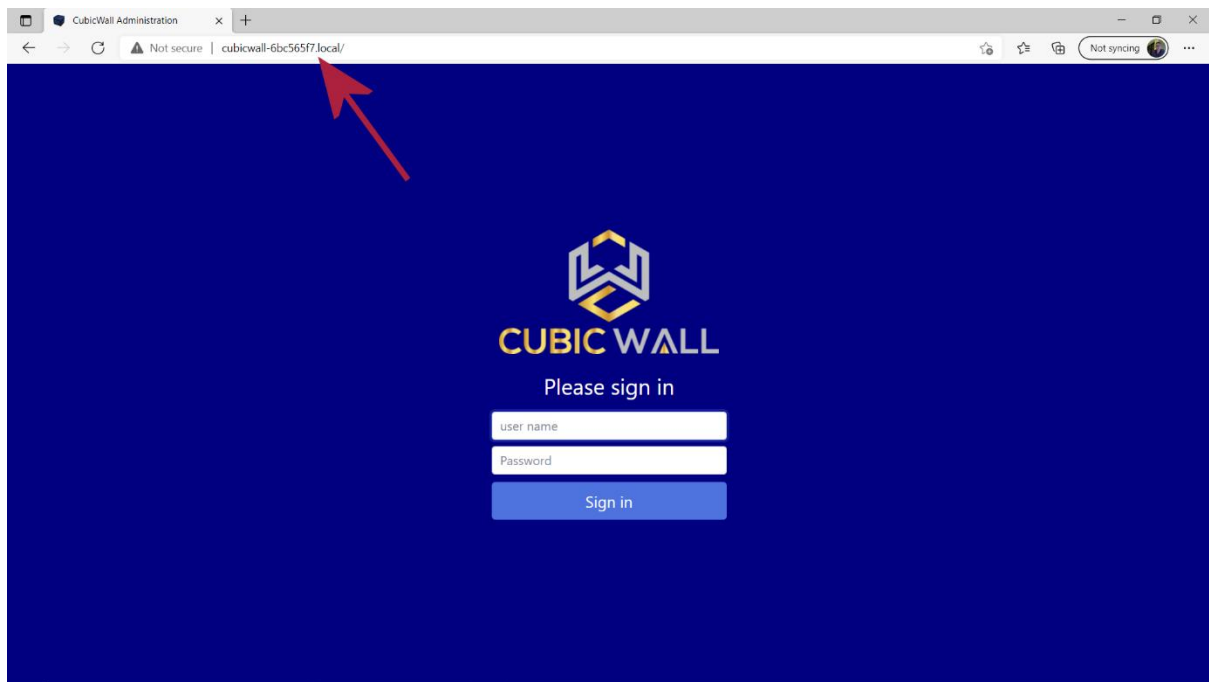 CubicWall Administration
Not secure | cubicwall-6bc565f7.local/
Not syncing
CUBIC WALL
Please sign in
user name
Password
Sign in